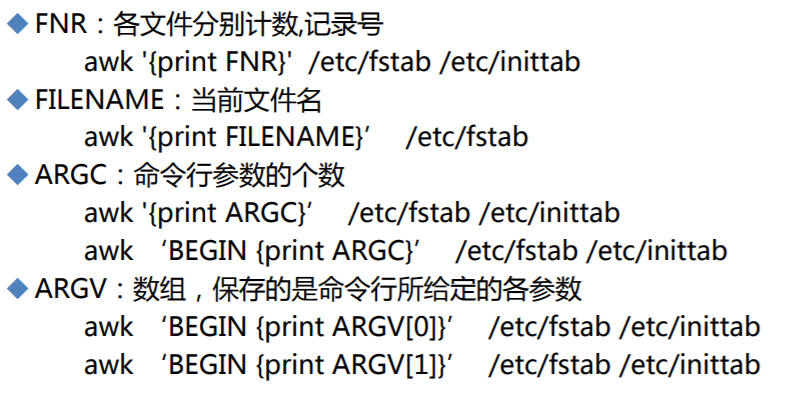 ◆ FNR：各文件分别计数,记录号
awk '{print FNR}' /etc/fstab /etc/inittab
◆ FILENAME：当前文件名
awk '{print FILENAME}’ /etc/fstab
◆ ARGC：命令行参数的个数
awk '{print ARGC}’ /etc/fstab /etc/inittab
awk ‘BEGIN {print ARGC}’ /etc/fstab /etc/inittab
◆ ARGV：数组，保存的是命令行所给定的各参数
awk ‘BEGIN {print ARGV[0]}’ /etc/fstab /etc/inittab
awk ‘BEGIN {print ARGV[1]}’ /etc/fstab /etc/inittab